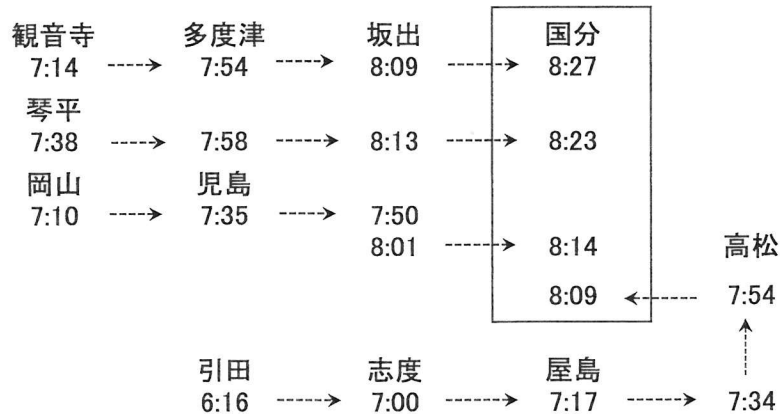 観音寺 多度津 坂出 国分
7:14 7:54 8:09 8:27
琴平
7:38 7:58 8:13 8:23
岡山 児島
7:10 7:35 7:50
8:01 8:14 高松
8:09 7:54
引田 志度 屋島
6:16 7:00 7:17 7:34